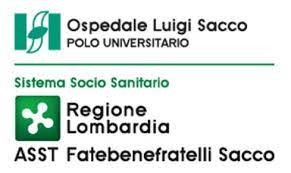 Ospedale Luigi Sacco
POLO UNIVERSITARIO
Sistema Socio Sanitario
Regione
Lombardia
ASST Fatebenefratelli Sacco